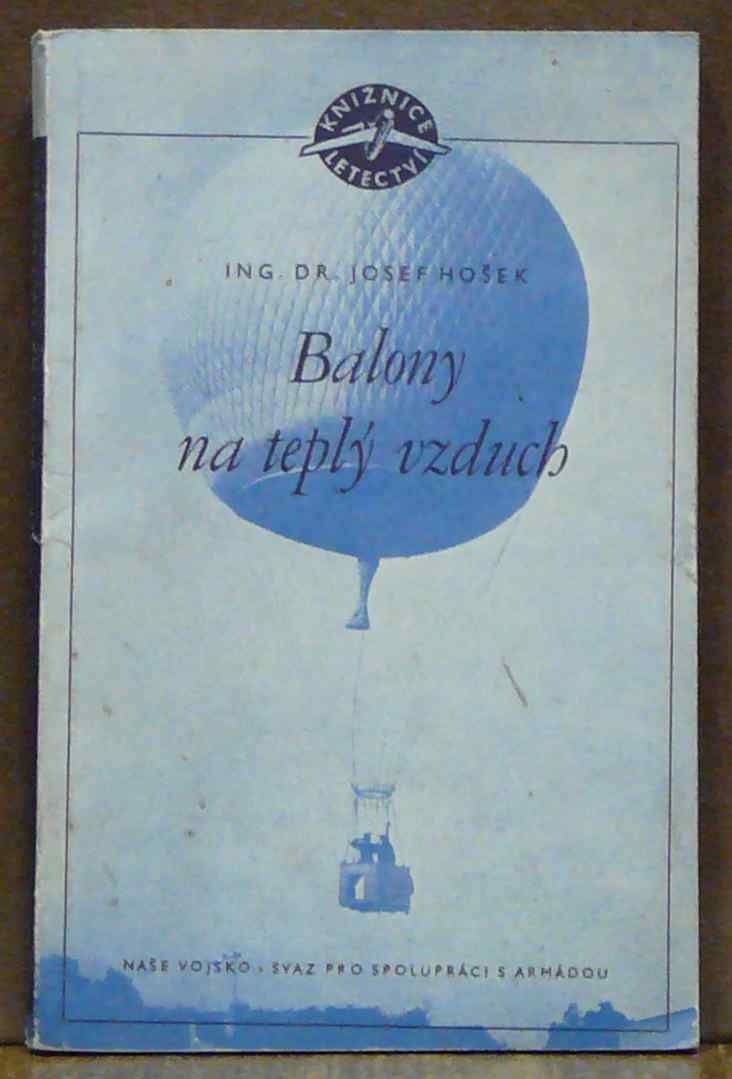 KNIŽNICE
LETECTVÍ
ING. DR. JOSEF HOŠEK
Balony
na teplý vzduch
NAŠE VOJSKO • SVAZ PRO SPOLUPRÁCI S ARMÁDOU